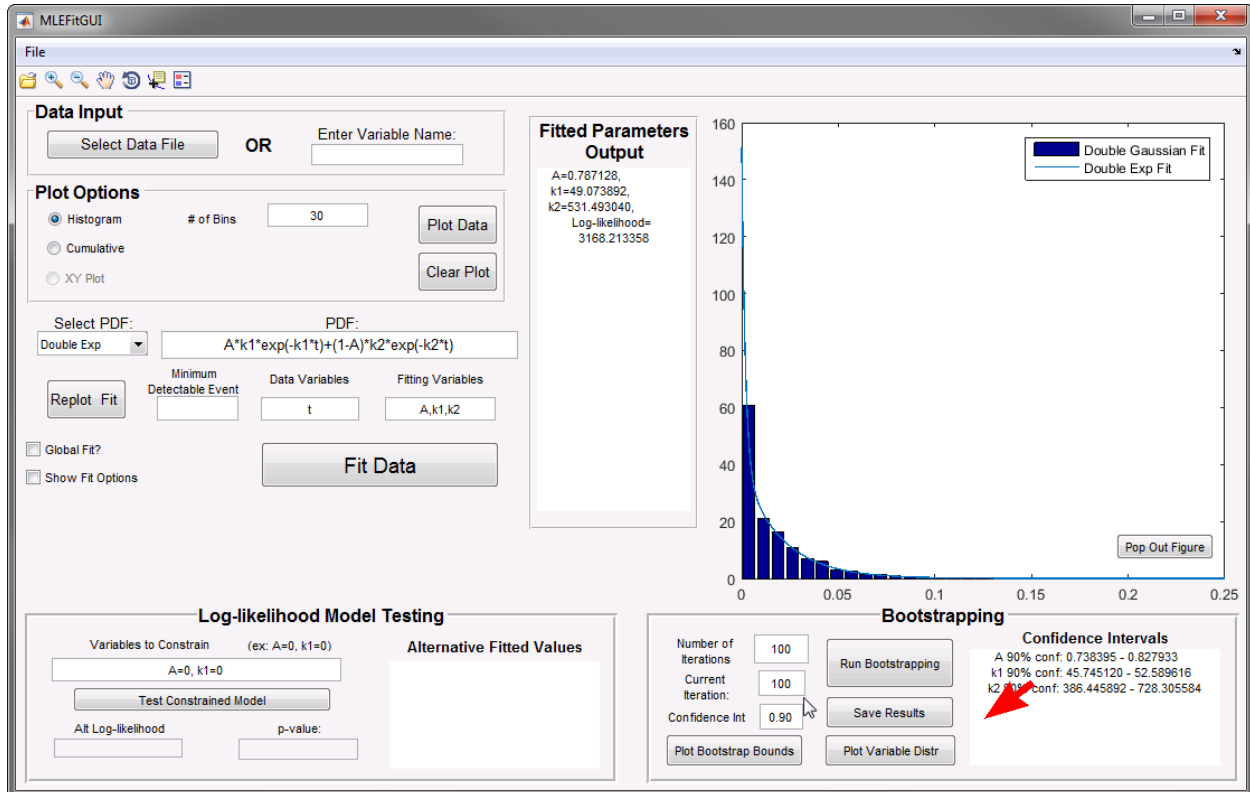 MLEFitGUI
File
Data Input
Select Data File
OR
Enter Variable Name:
Plot Options
Histogram
# of Bins
30
Plot Data
Cumulative
XY Plot
Clear Plot
Select PDF:
PDF:
Double Exp
A*k1*exp(-k1*t)+(1-A)*k2*exp(-k2*t)
Replot Fit
Minimum
Detectable Event
Data Variables
Fitting Variables
t
A,k1,k2
Global Fit?
Show Fit Options
Fit Data
Fitted Parameters
Output
A=0.787128,
k1=49.073892,
k2=531.493040,
Log-likelihood=
3168.213358
160
140
120
100
80
60
40
20
0
0
0.05
0.1
0.15
0.2
0.25
Double Gaussian Fit
Double Exp Fit
Pop Out Figure
Log-likelihood Model Testing
Variables to Constrain
(ex: A=0, k1=0)
A=0, k1=0
Test Constrained Model
Alt Log-likelihood
p-value:
Alternative Fitted Values
Bootstrapping
Number of
Iterations
100
Current
Iteration:
100
Confidence Int
0.90
Run Bootstrapping
Save Results
Plot Bootstrap Bounds
Plot Variable Distr
Confidence Intervals
A 90% conf: 0.738395 - 0.827933
k1 90% conf: 45.745120 - 52.589616
k2 90% conf: 386.445892 - 728.305584